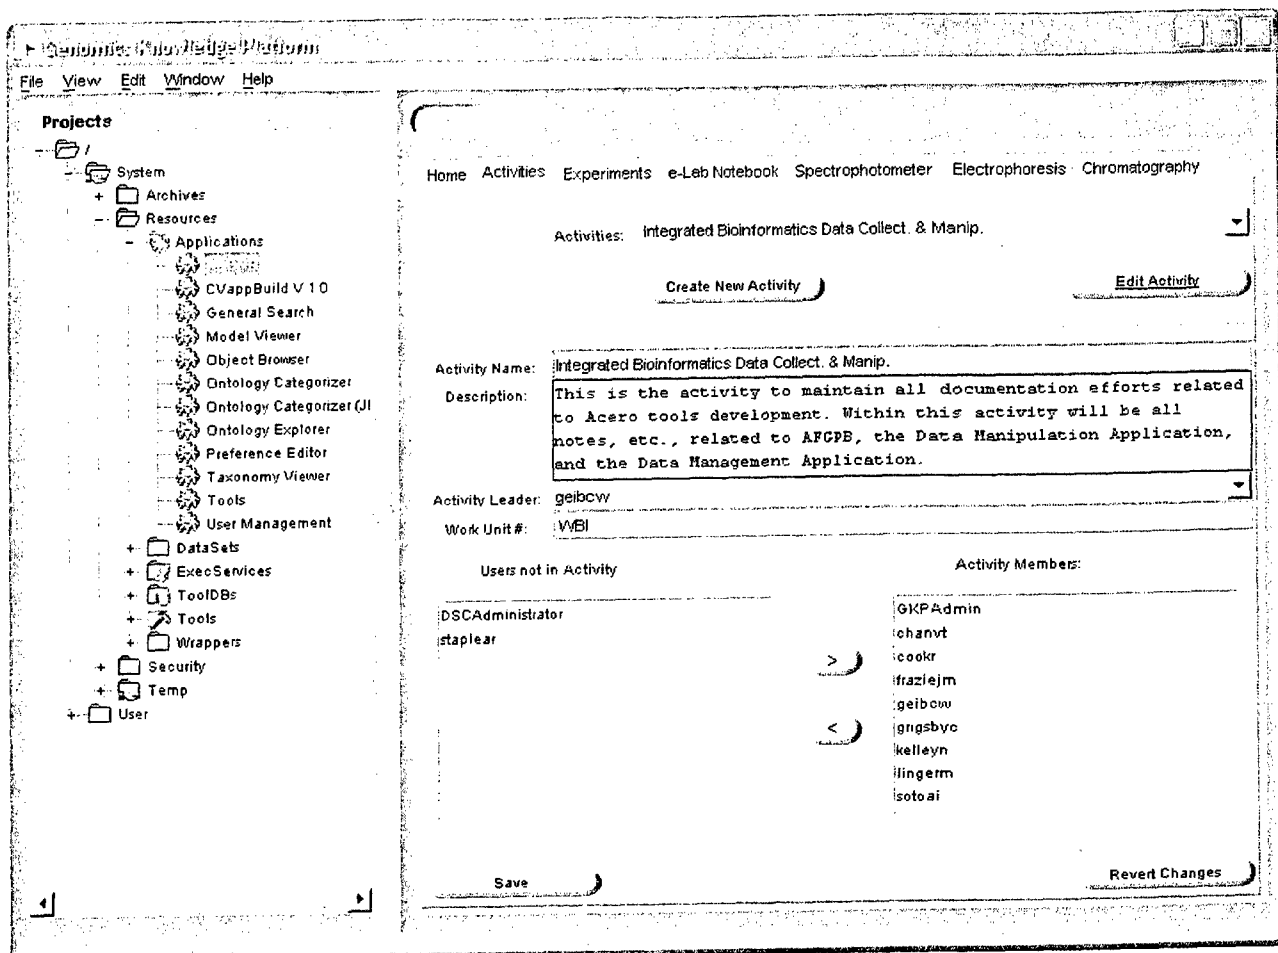 Genomics Knowledge Platform
File View Edit Window Help
Projects
/
System
Archives
Resources
Applications
CVappBuild V 1.0
General Search
Model Viewer
Object Browser
Ontology Categorizer
Ontology Categorizer (JI
Ontology Explorer
Preference Editor
Taxonomy Viewer
Tools
User Management
DataSets
ExecServices
ToolDBs
Tools
Wrappers
Security
Temp
User
Home Activities Experiments e-Lab Notebook Spectrophotometer Electrophoresis Chromatography
Activities: Integrated Bioinformatics Data Collect. & Manip.
Create New Activity Edit Activity
Activity Name: Integrated Bioinformatics Data Collect. & Manip.
Description: This is the activity to maintain all documentation efforts related
to Acero tools development. Within this activity will be all
notes, etc., related to AFGPB, the Data Manipulation Application,
and the Data Management Application.
Activity Leader: geibcw
Work Unit #: WBI
Users not in Activity
DSCAdministrator
staplear
>
<
Activity Members:
GKPAdmin
chanvt
cookr
fraziejm
geibcw
grigsbyc
kelleyn
lingerm
sotoai
Save Revert Changes